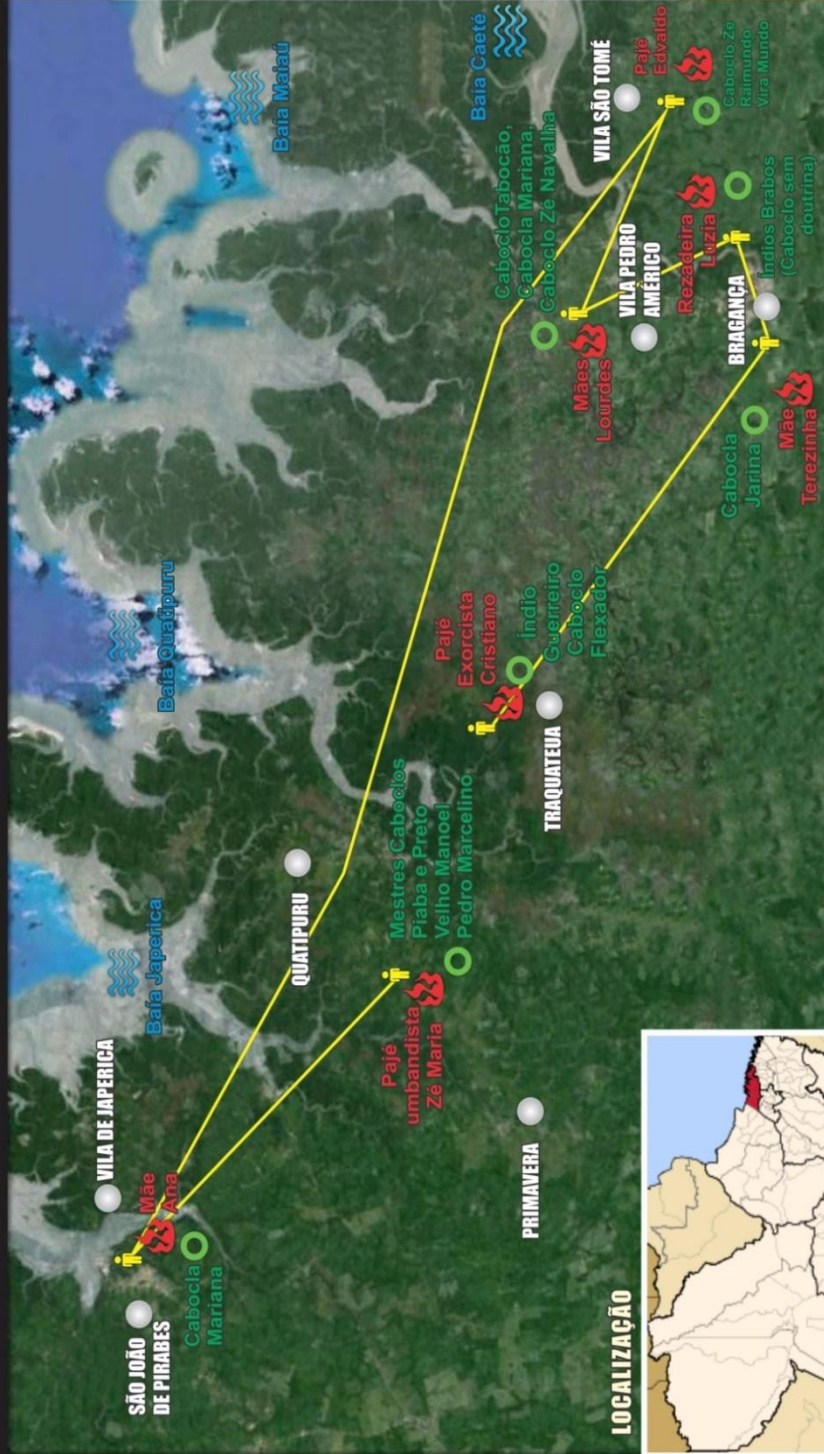 SÃO JOÃO
DE PIRABES
VILA DE JAPERICA
Mãe
Ana
Cabocla
Mariana
Baía Japerica
QUATIPURU
Baía Quatipuru
Baía Maiaú
Baía Caeté
Mestres Caboclos
Piaba e Preto
Velho Manoel
Pedro Marcelino
Pajé
umbandista
Zé Maria
PRIMAVERA
Pajé
Exorcista
Cristiano
Índio
Guerreiro
Caboclo
Flexador
TRAQUATEUA
Caboclo Tabocão,
Cabocla Mariana,
Caboclo Zé Navalha
Mães
Lourdes
VILA PEDRO
AMÉRICO
VILA SÃO TOMÉ
Pajé
Edvaldo
Caboclo Ze
Raimundo
Vira Mundo
Rezadeira
Luzia
Índios Brabos
(Caboclo sem
doutrina)
BRAGANÇA
Cabocla
Jarina
Mãe
Terezinha
LOCALIZAÇÃO